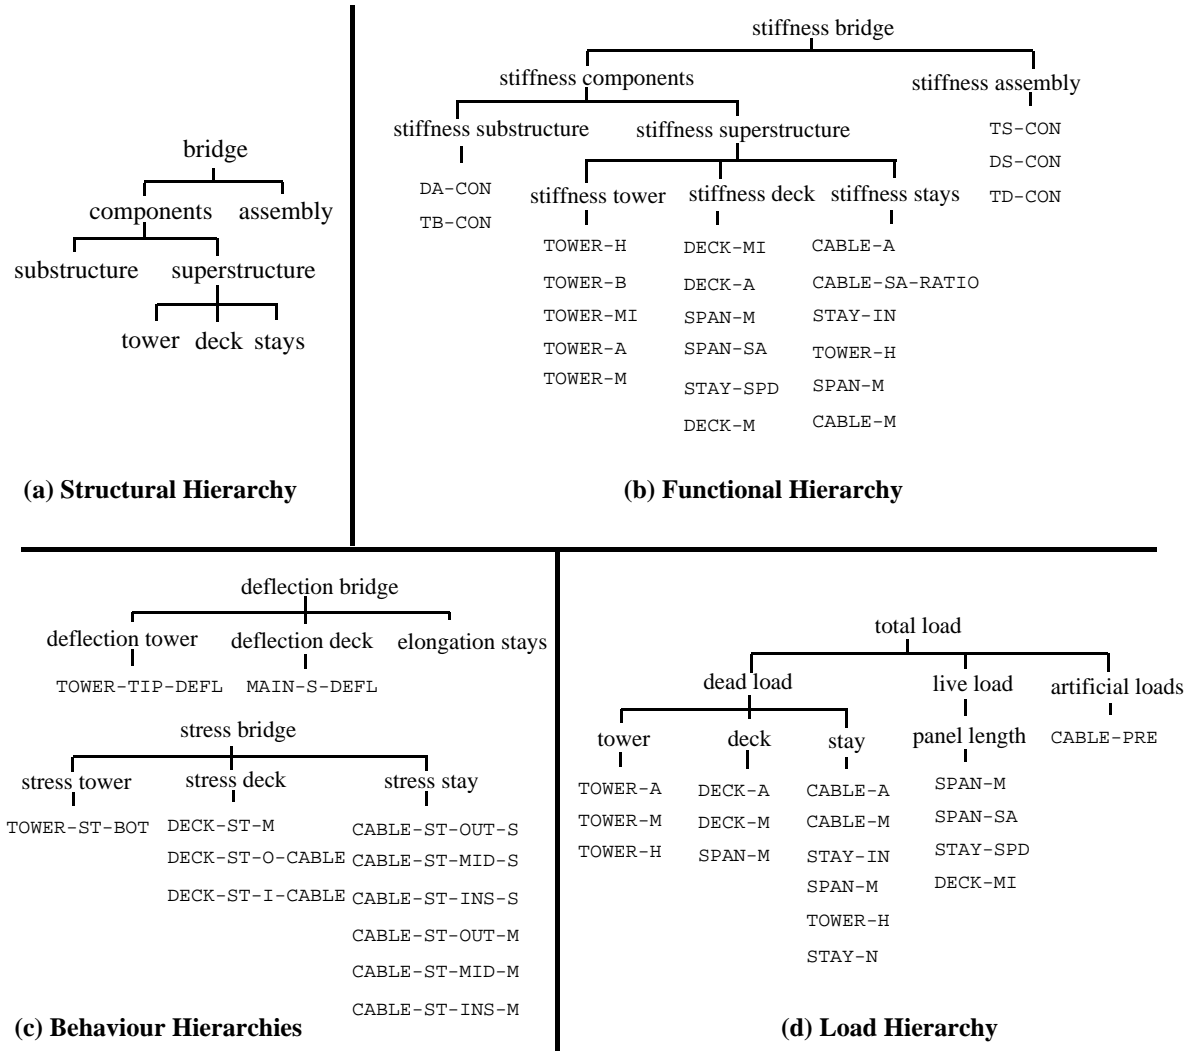 bridge
components assembly
substructure superstructure
tower deck stays
(a) Structural Hierarchy
stiffness bridge
stiffness components
stiffness assembly
stiffness substructure
stiffness superstructure
TS-CON
DS-CON
TD-CON
DA-CON
TB-CON
stiffness tower
stiffness deck
stiffness stays
TOWER-H
TOWER-B
TOWER-MI
TOWER-A
TOWER-M
DECK-MI
DECK-A
SPAN-M
SPAN-SA
STAY-SPD
DECK-M
CABLE-A
CABLE-SA-RATIO
STAY-IN
TOWER-H
SPAN-M
CABLE-M
(b) Functional Hierarchy
deflection bridge
deflection tower
deflection deck
elongation stays
TOWER-TIP-DEFL
MAIN-S-DEFL
stress bridge
stress tower
stress deck
stress stay
TOWER-ST-BOT
DECK-ST-M
DECK-ST-O-CABLE
DECK-ST-I-CABLE
CABLE-ST-OUT-S
CABLE-ST-MID-S
CABLE-ST-INS-S
CABLE-ST-OUT-M
CABLE-ST-MID-M
CABLE-ST-INS-M
(c) Behaviour Hierarchies
total load
dead load
live load
artificial loads
tower
deck
stay
panel length
CABLE-PRE
TOWER-A
TOWER-M
TOWER-H
DECK-A
DECK-M
SPAN-M
CABLE-A
CABLE-M
STAY-IN
SPAN-M
TOWER-H
STAY-N
SPAN-M
SPAN-SA
STAY-SPD
DECK-MI
(d) Load Hierarchy